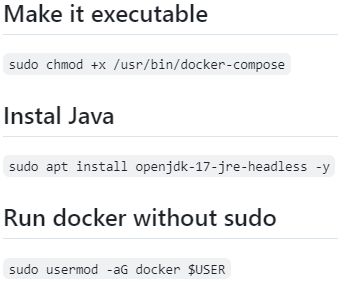 Make it executable
sudo chmod +x /usr/bin/docker-compose
Instal Java
sudo apt install openjdk-17-jre-headless -y
Run docker without sudo
sudo usermod -aG docker $USER